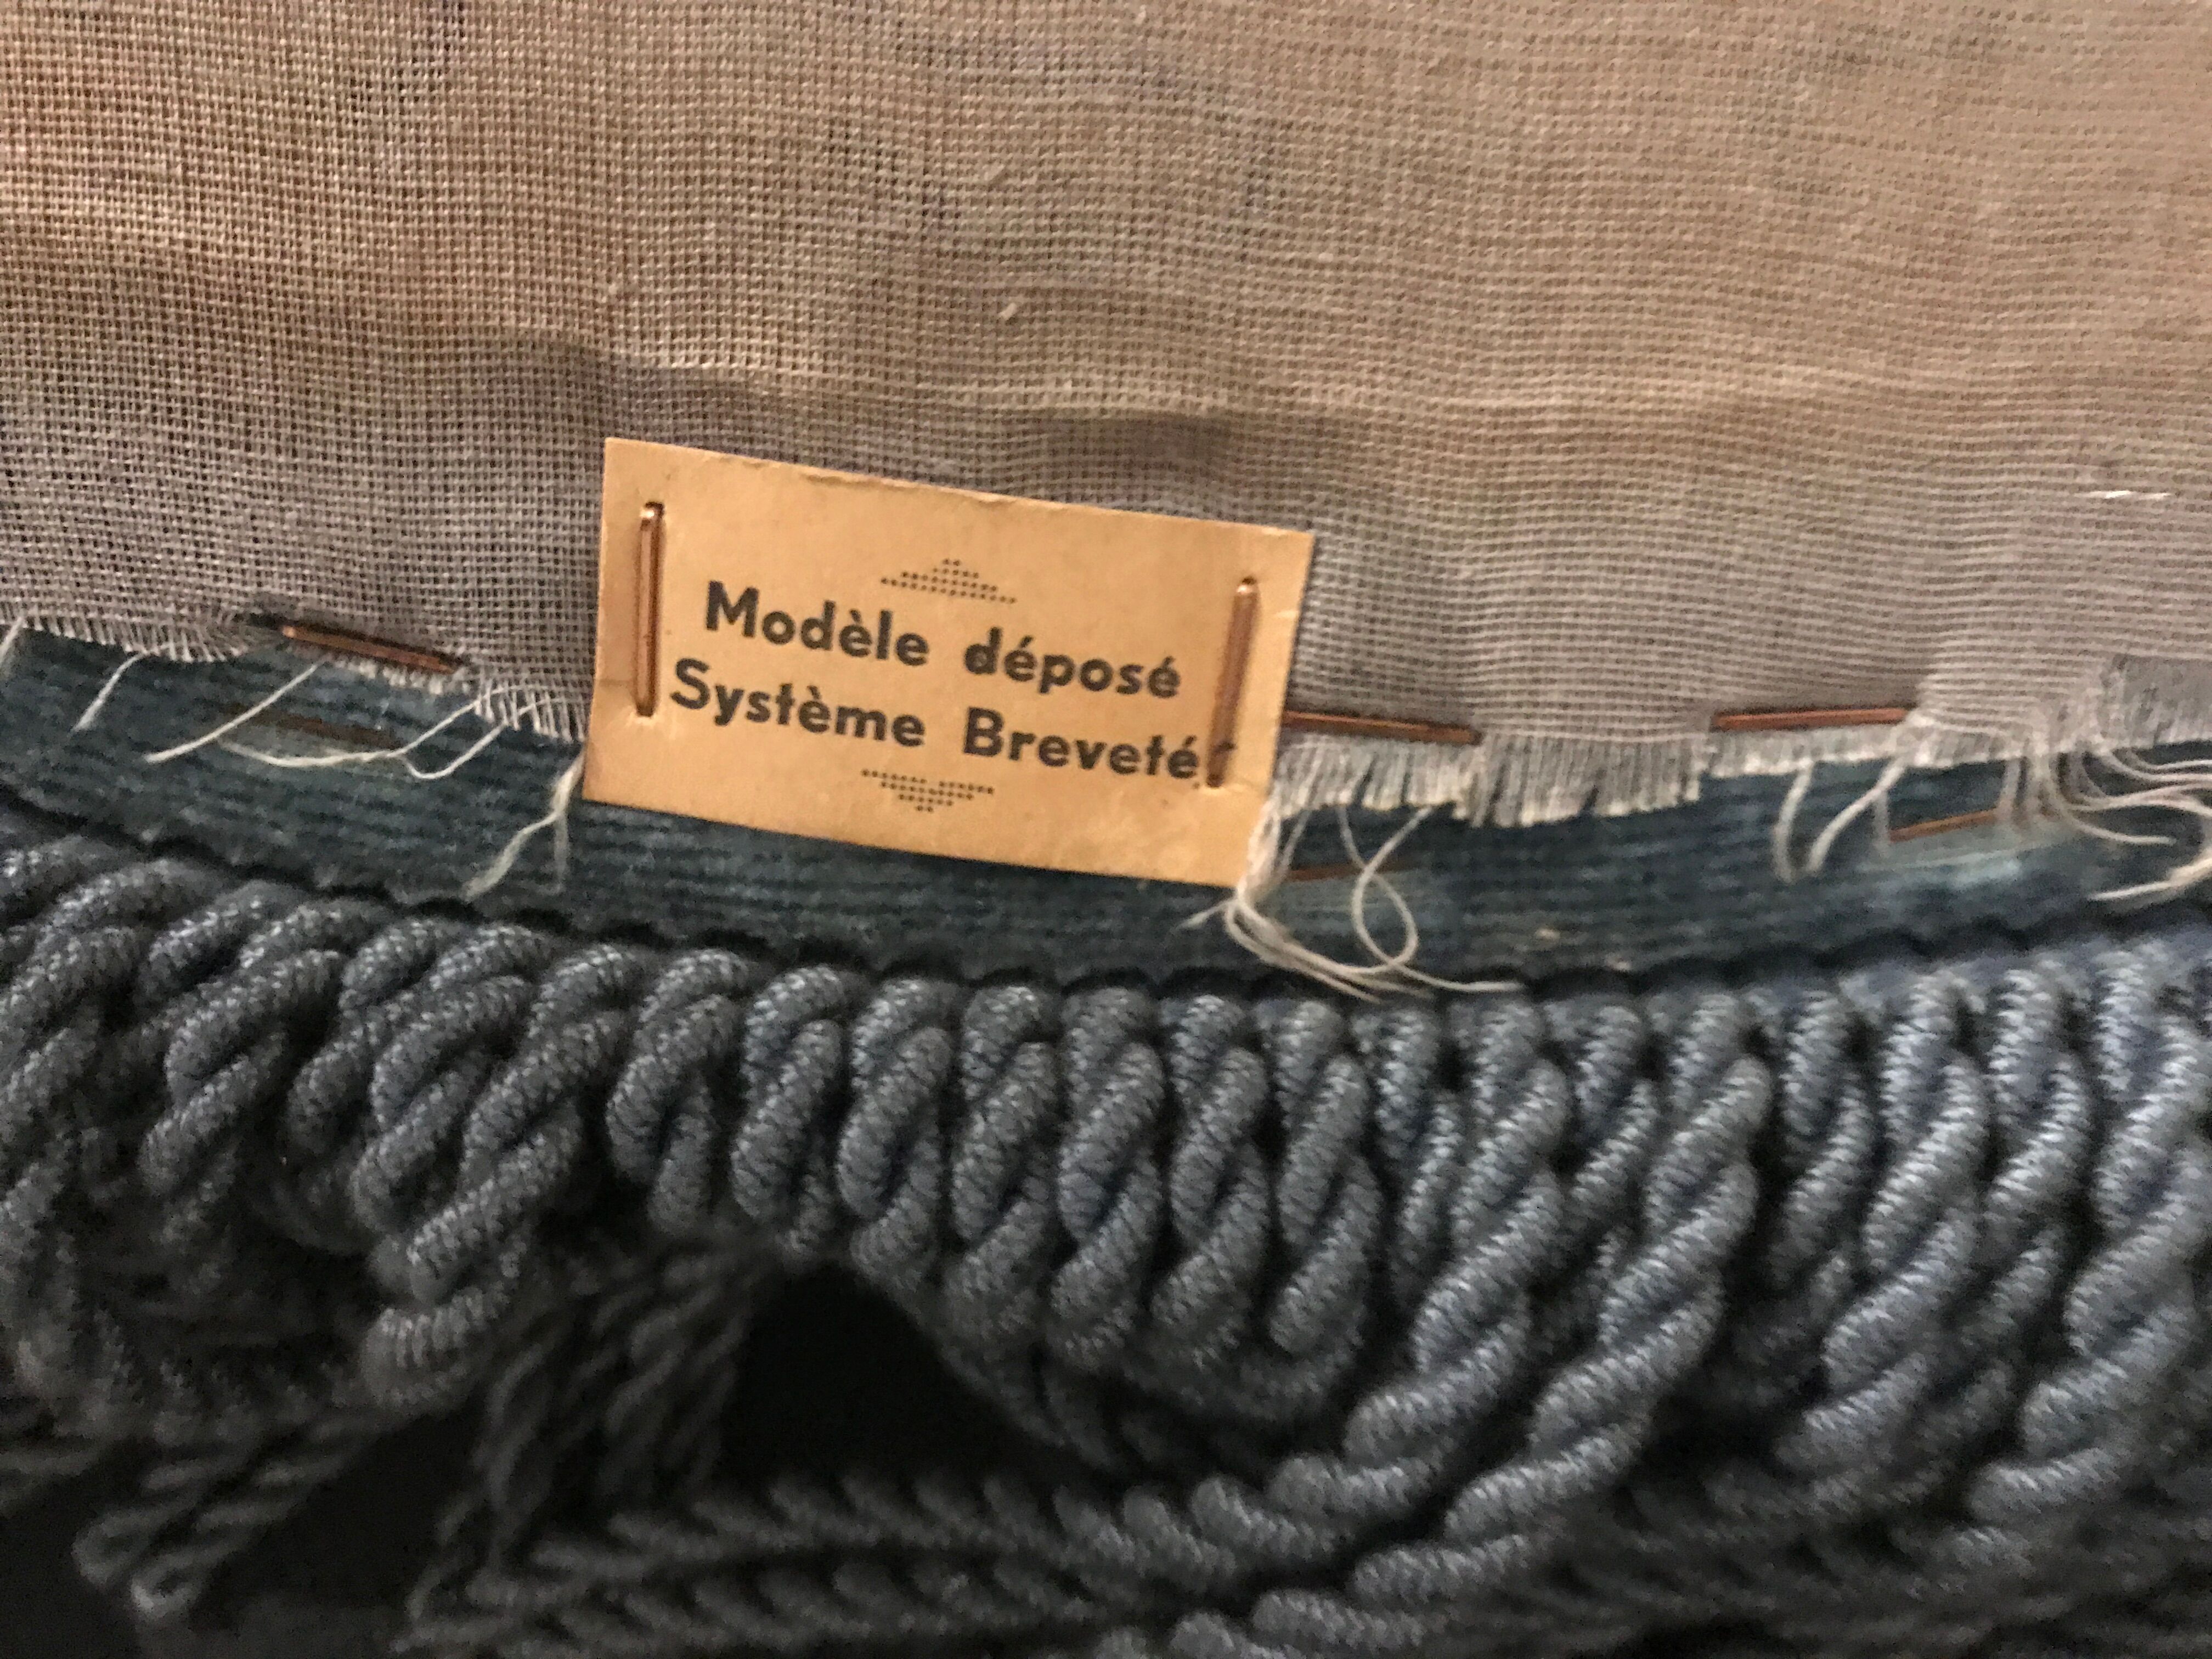 Modèle déposé
Système Breveté